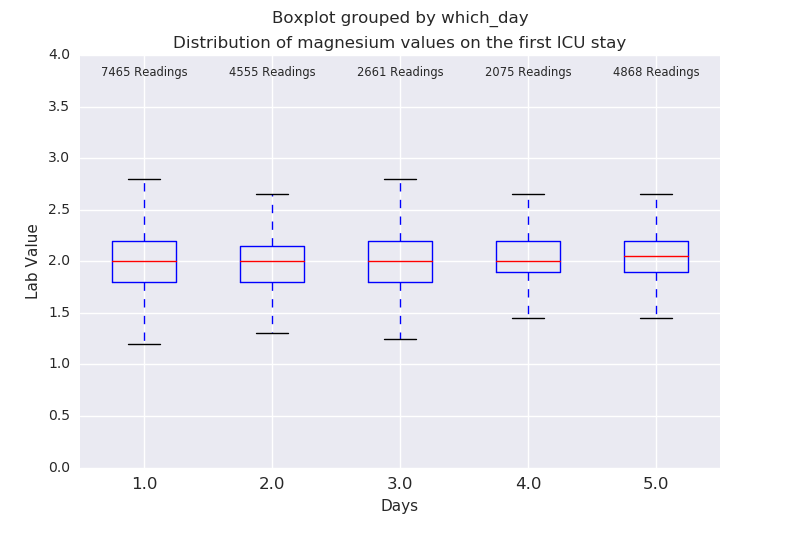 Boxplot grouped by which_day
Distribution of magnesium values on the first ICU stay
4.0
7465 Readings 4555 Readings 2661 Readings 2075 Readings 4868 Readings
3.5
3.0
2.5
2.0
1.5
1.0
0.5
0.0
Lab Value
1.0 2.0 3.0 4.0 5.0
Days